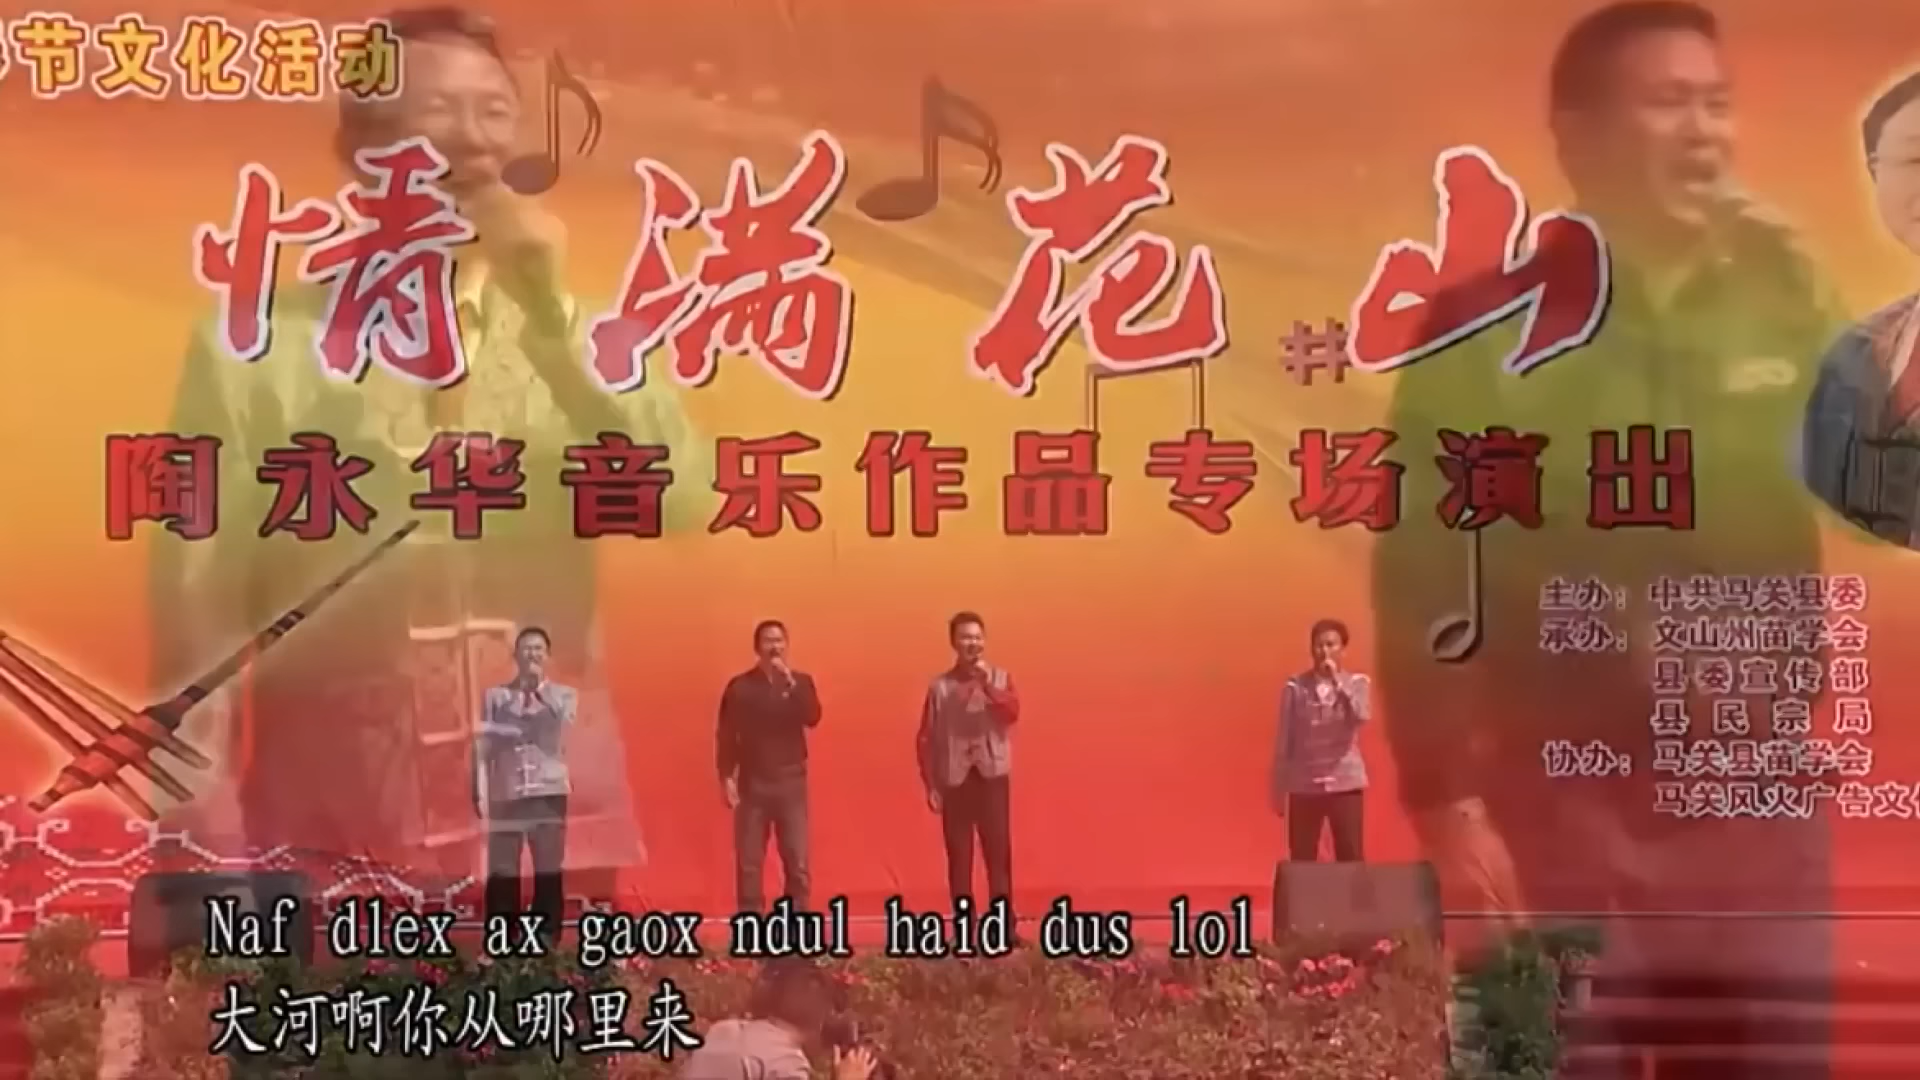 节文化活动
情满花山
陶永华音乐作品专场演出
主办：中共马关县委
承办：文山州苗学会
县委宣传部
县民宗局
协办：马关县苗学会
马关风火广告文
Naf dlex ax gaox ndul haid dus lol
大河啊你从哪里来